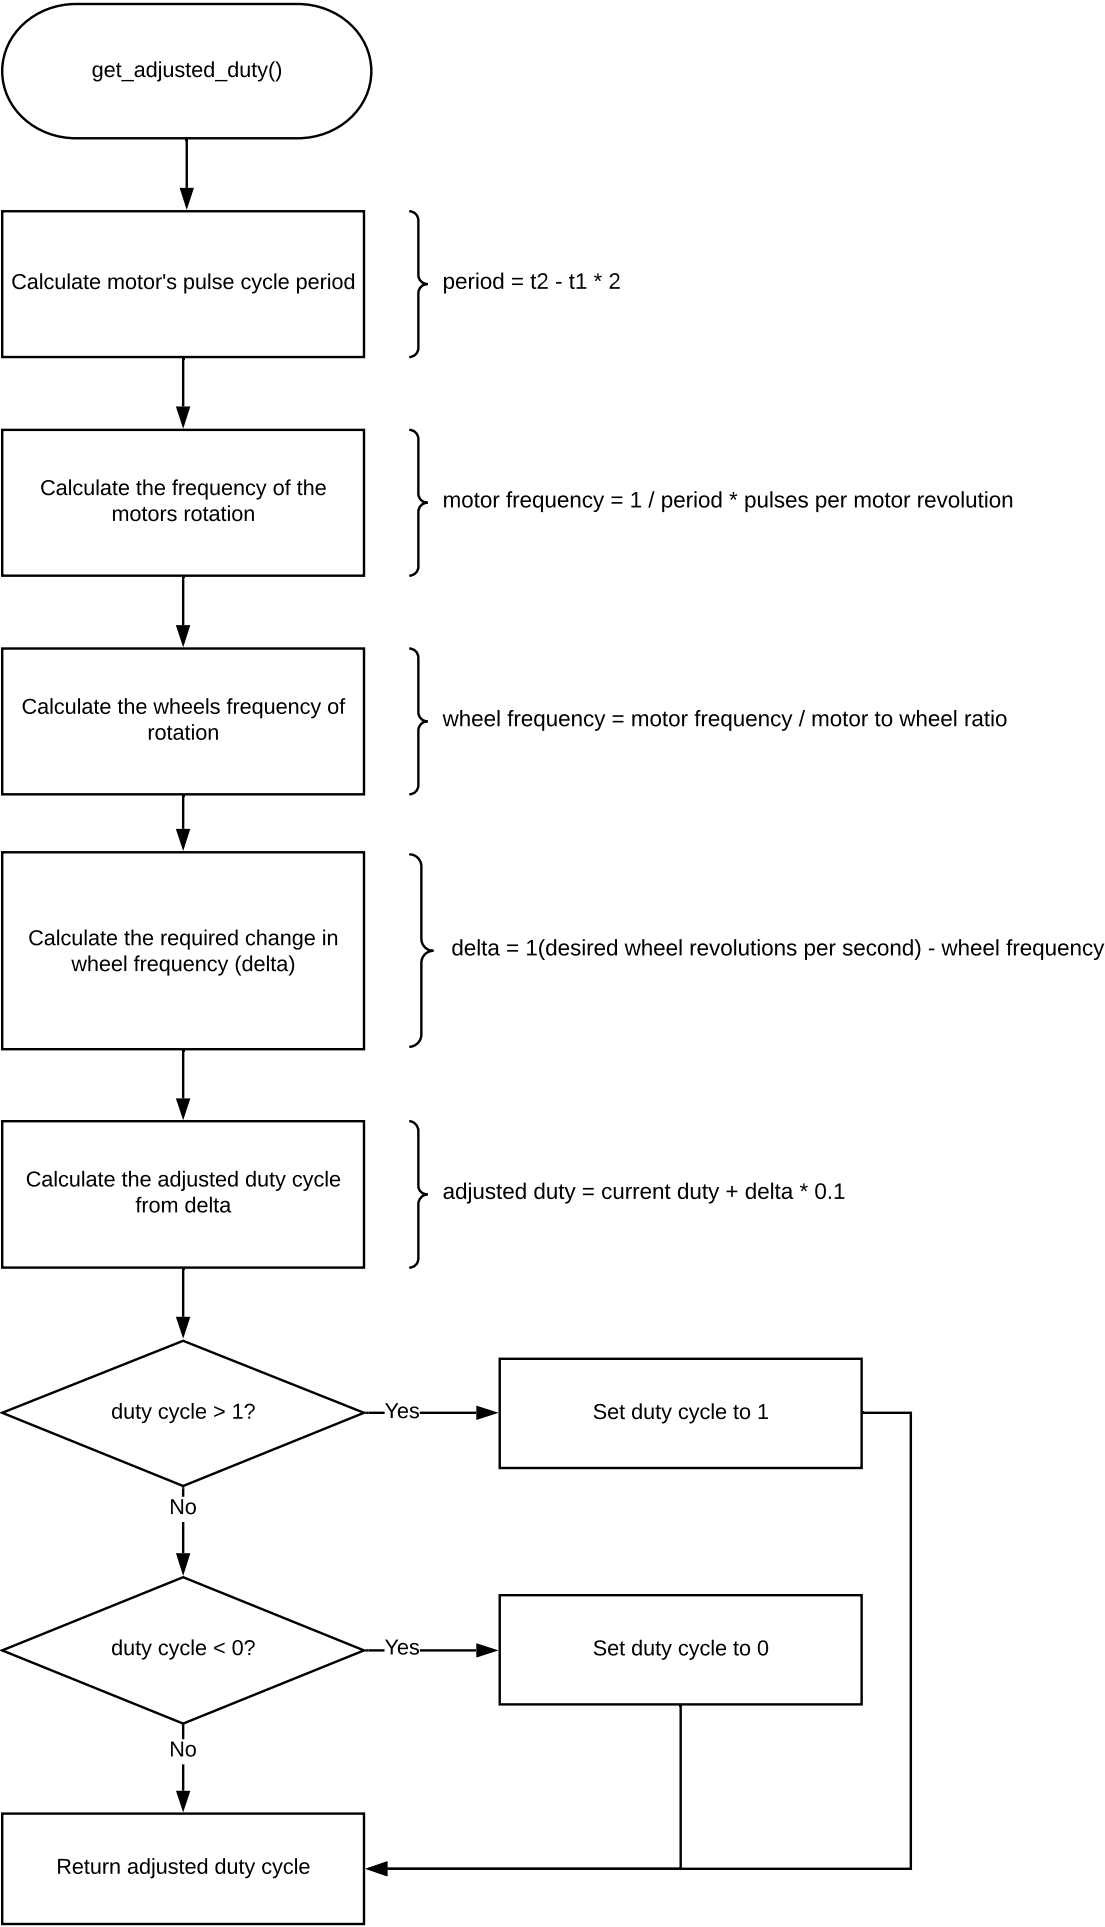 get_adjusted_duty()
Calculate motor's pulse cycle period
period = t2 - t1 * 2
Calculate the frequency of the
motors rotation
motor frequency = 1 / period * pulses per motor revolution
Calculate the wheels frequency of
rotation
wheel frequency = motor frequency / motor to wheel ratio
Calculate the required change in
wheel frequency (delta)
delta = 1(desired wheel revolutions per second) - wheel frequency
Calculate the adjusted duty cycle
from delta
adjusted duty = current duty + delta * 0.1
duty cycle > 1?
Yes
Set duty cycle to 1
No
duty cycle < 0?
Yes
Set duty cycle to 0
No
Return adjusted duty cycle